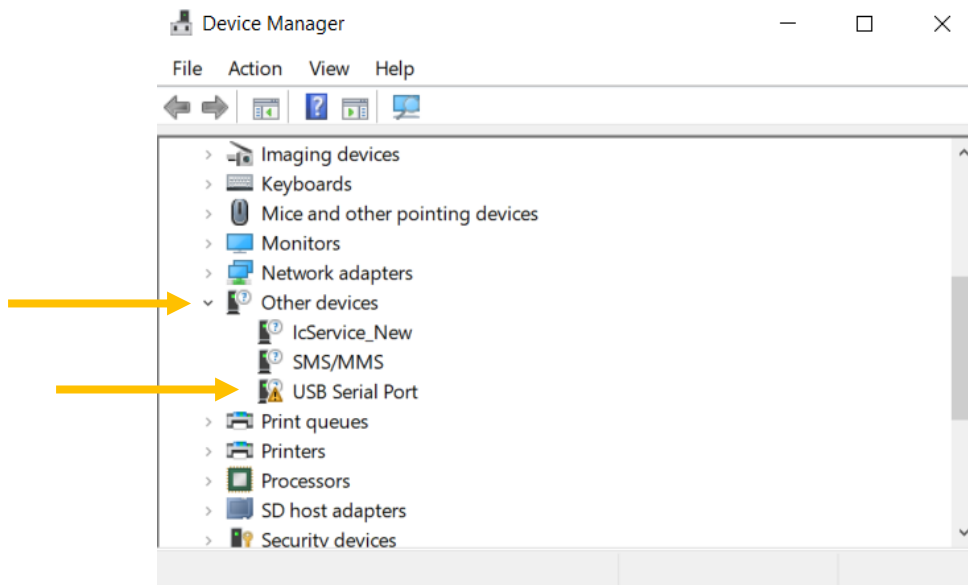 Device Manager
File Action View Help
Imaging devices
Keyboards
Mice and other pointing devices
Monitors
Network adapters
Other devices
IcService_New
SMS/MMS
USB Serial Port
Print queues
Printers
Processors
SD host adapters
Security devices